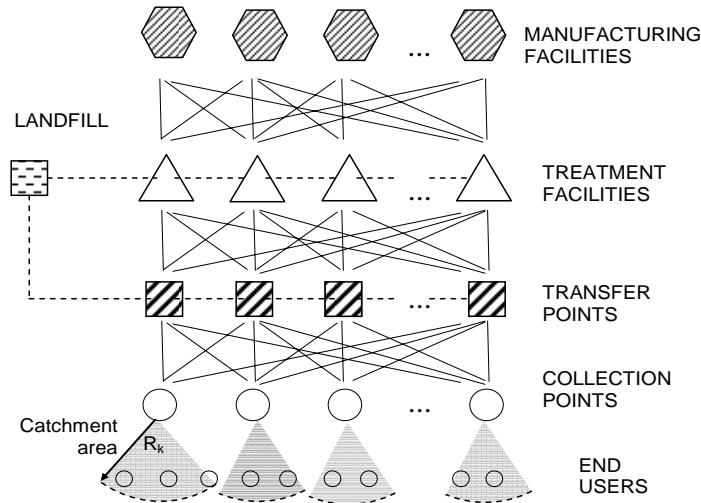 MANUFACTURING
FACILITIES
...
LANDFILL
TREATMENT
FACILITIES
...
TRANSFER
POINTS
...
COLLECTION
POINTS
...
Catchment
area
Rk
END
USERS